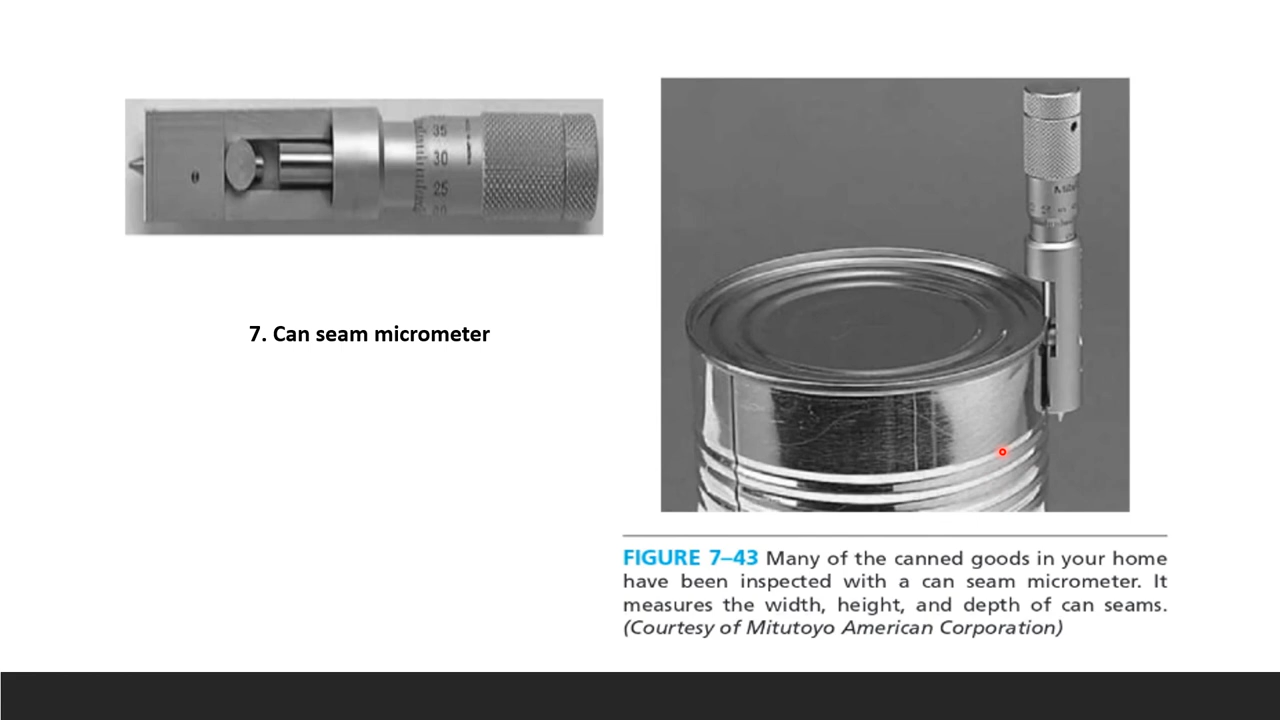 35
30
25
7. Can seam micrometer
FIGURE 7–43 Many of the canned goods in your home
have been inspected with a can seam micrometer. It
measures the width, height, and depth of can seams.
(Courtesy of Mitutoyo American Corporation)